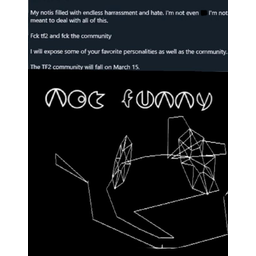 My notis filled with endless harrassment and hate. I'm not even I'm not
meant to deal with all of this.
Fck tf2 and fck the community
I will expose some of your favorite personalities as well as the community.
The TF2 community will fall on March 15.
NOT FUNNY